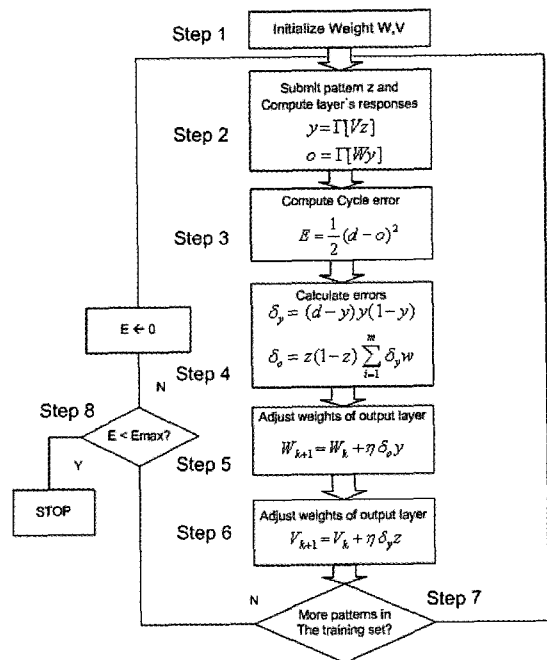 Step 1
Initialize Weight W,V
Step 2
Submit pattern z and
Compute layer's responses
y = Γ[Vz]
o = Γ[Wy]
Step 3
Compute Cycle error
E = 1/2 (d − o)²
Step 4
Calculate errors
δ_y = (d − y) y(1 − y)
δ_o = z(1 − z) ∑_{i=1}^{m} δ_y w
E ← 0
N
Step 8
E < Emax?
Y
STOP
Step 5
Adjust weights of output layer
W_{k+1} = W_k + η δ_o y
Step 6
Adjust weights of output layer
V_{k+1} = V_k + η δ_y z
N
Step 7
More patterns in
The training set?